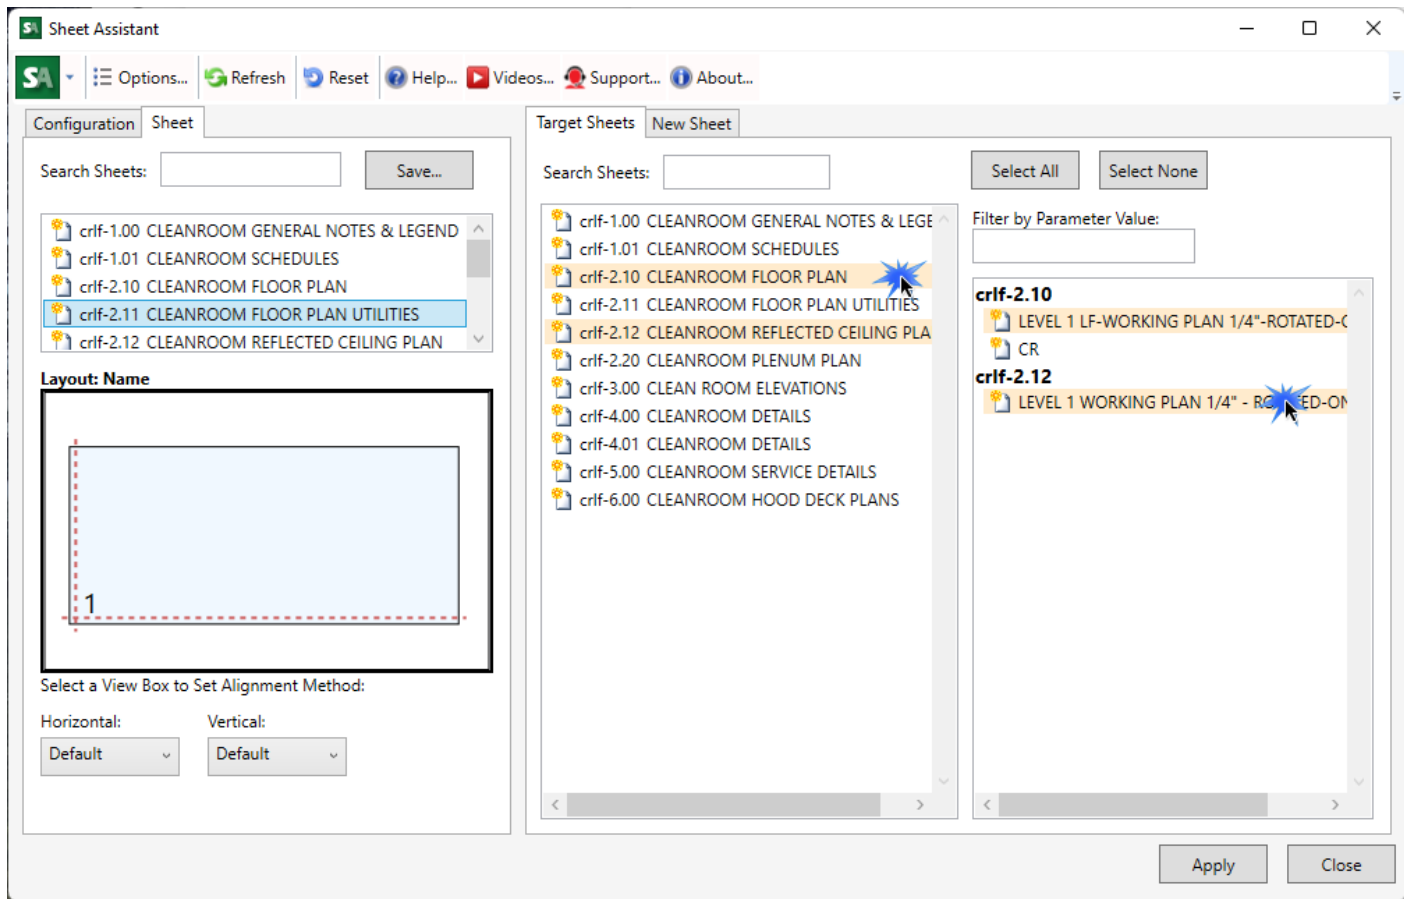 SA Sheet Assistant
SA Options... Refresh Reset Help... Videos... Support... About...
Configuration Sheet
Search Sheets: Save...
crlf-1.00 CLEANROOM GENERAL NOTES & LEGEND
crlf-1.01 CLEANROOM SCHEDULES
crlf-2.10 CLEANROOM FLOOR PLAN
crlf-2.11 CLEANROOM FLOOR PLAN UTILITIES
crlf-2.12 CLEANROOM REFLECTED CEILING PLAN
Layout: Name
1
Select a View Box to Set Alignment Method:
Horizontal: Vertical:
Default Default
Target Sheets New Sheet
Search Sheets: Select All Select None
crlf-1.00 CLEANROOM GENERAL NOTES & LEGE
crlf-1.01 CLEANROOM SCHEDULES
crlf-2.10 CLEANROOM FLOOR PLAN
crlf-2.11 CLEANROOM FLOOR PLAN UTILITIES
crlf-2.12 CLEANROOM REFLECTED CEILING PLA
crlf-2.20 CLEANROOM PLENUM PLAN
crlf-3.00 CLEAN ROOM ELEVATIONS
crlf-4.00 CLEANROOM DETAILS
crlf-4.01 CLEANROOM DETAILS
crlf-5.00 CLEANROOM SERVICE DETAILS
crlf-6.00 CLEANROOM HOOD DECK PLANS
Filter by Parameter Value:
crlf-2.10
LEVEL 1 LF-WORKING PLAN 1/4"-ROTATED-
CR
crlf-2.12
LEVEL 1 WORKING PLAN 1/4" -
Apply Close